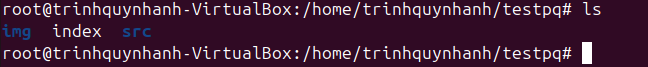 root@trinhquynhanh-VirtualBox:/home/trinhquynhanh/testpq# ls
img  index  src
root@trinhquynhanh-VirtualBox:/home/trinhquynhanh/testpq#